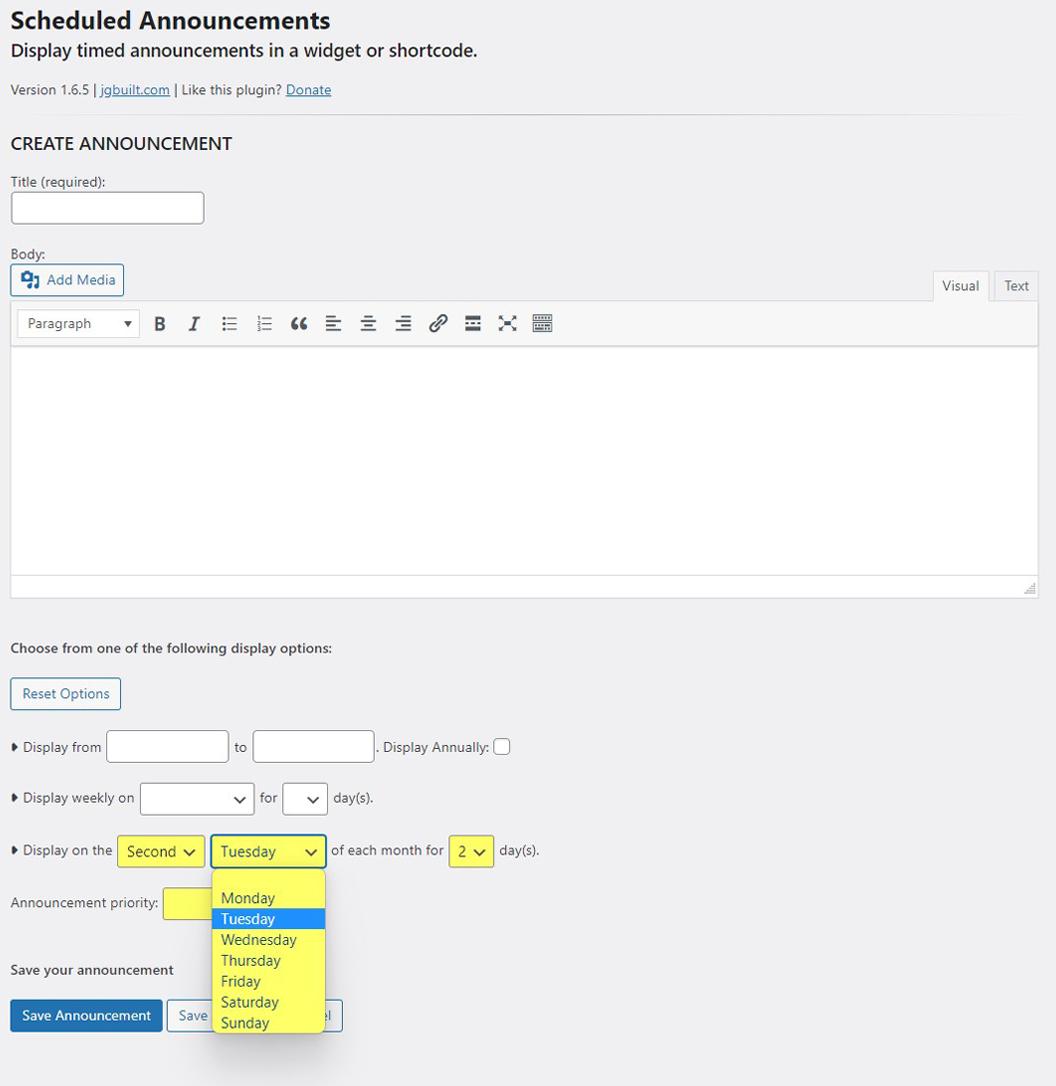 Scheduled Announcements
Display timed announcements in a widget or shortcode.
Version 1.6.5 | jgbuilt.com | Like this plugin? Donate
CREATE ANNOUNCEMENT
Title (required):
Body:
Add Media
Visual Text
Paragraph B I
Choose from one of the following display options:
Reset Options
Display from to . Display Annually:
Display weekly on for day(s).
Display on the Second Tuesday of each month for 2 day(s).
Announcement priority:
Monday
Tuesday
Wednesday
Thursday
Friday
Saturday
Sunday
Save your announcement
Save Announcement Save